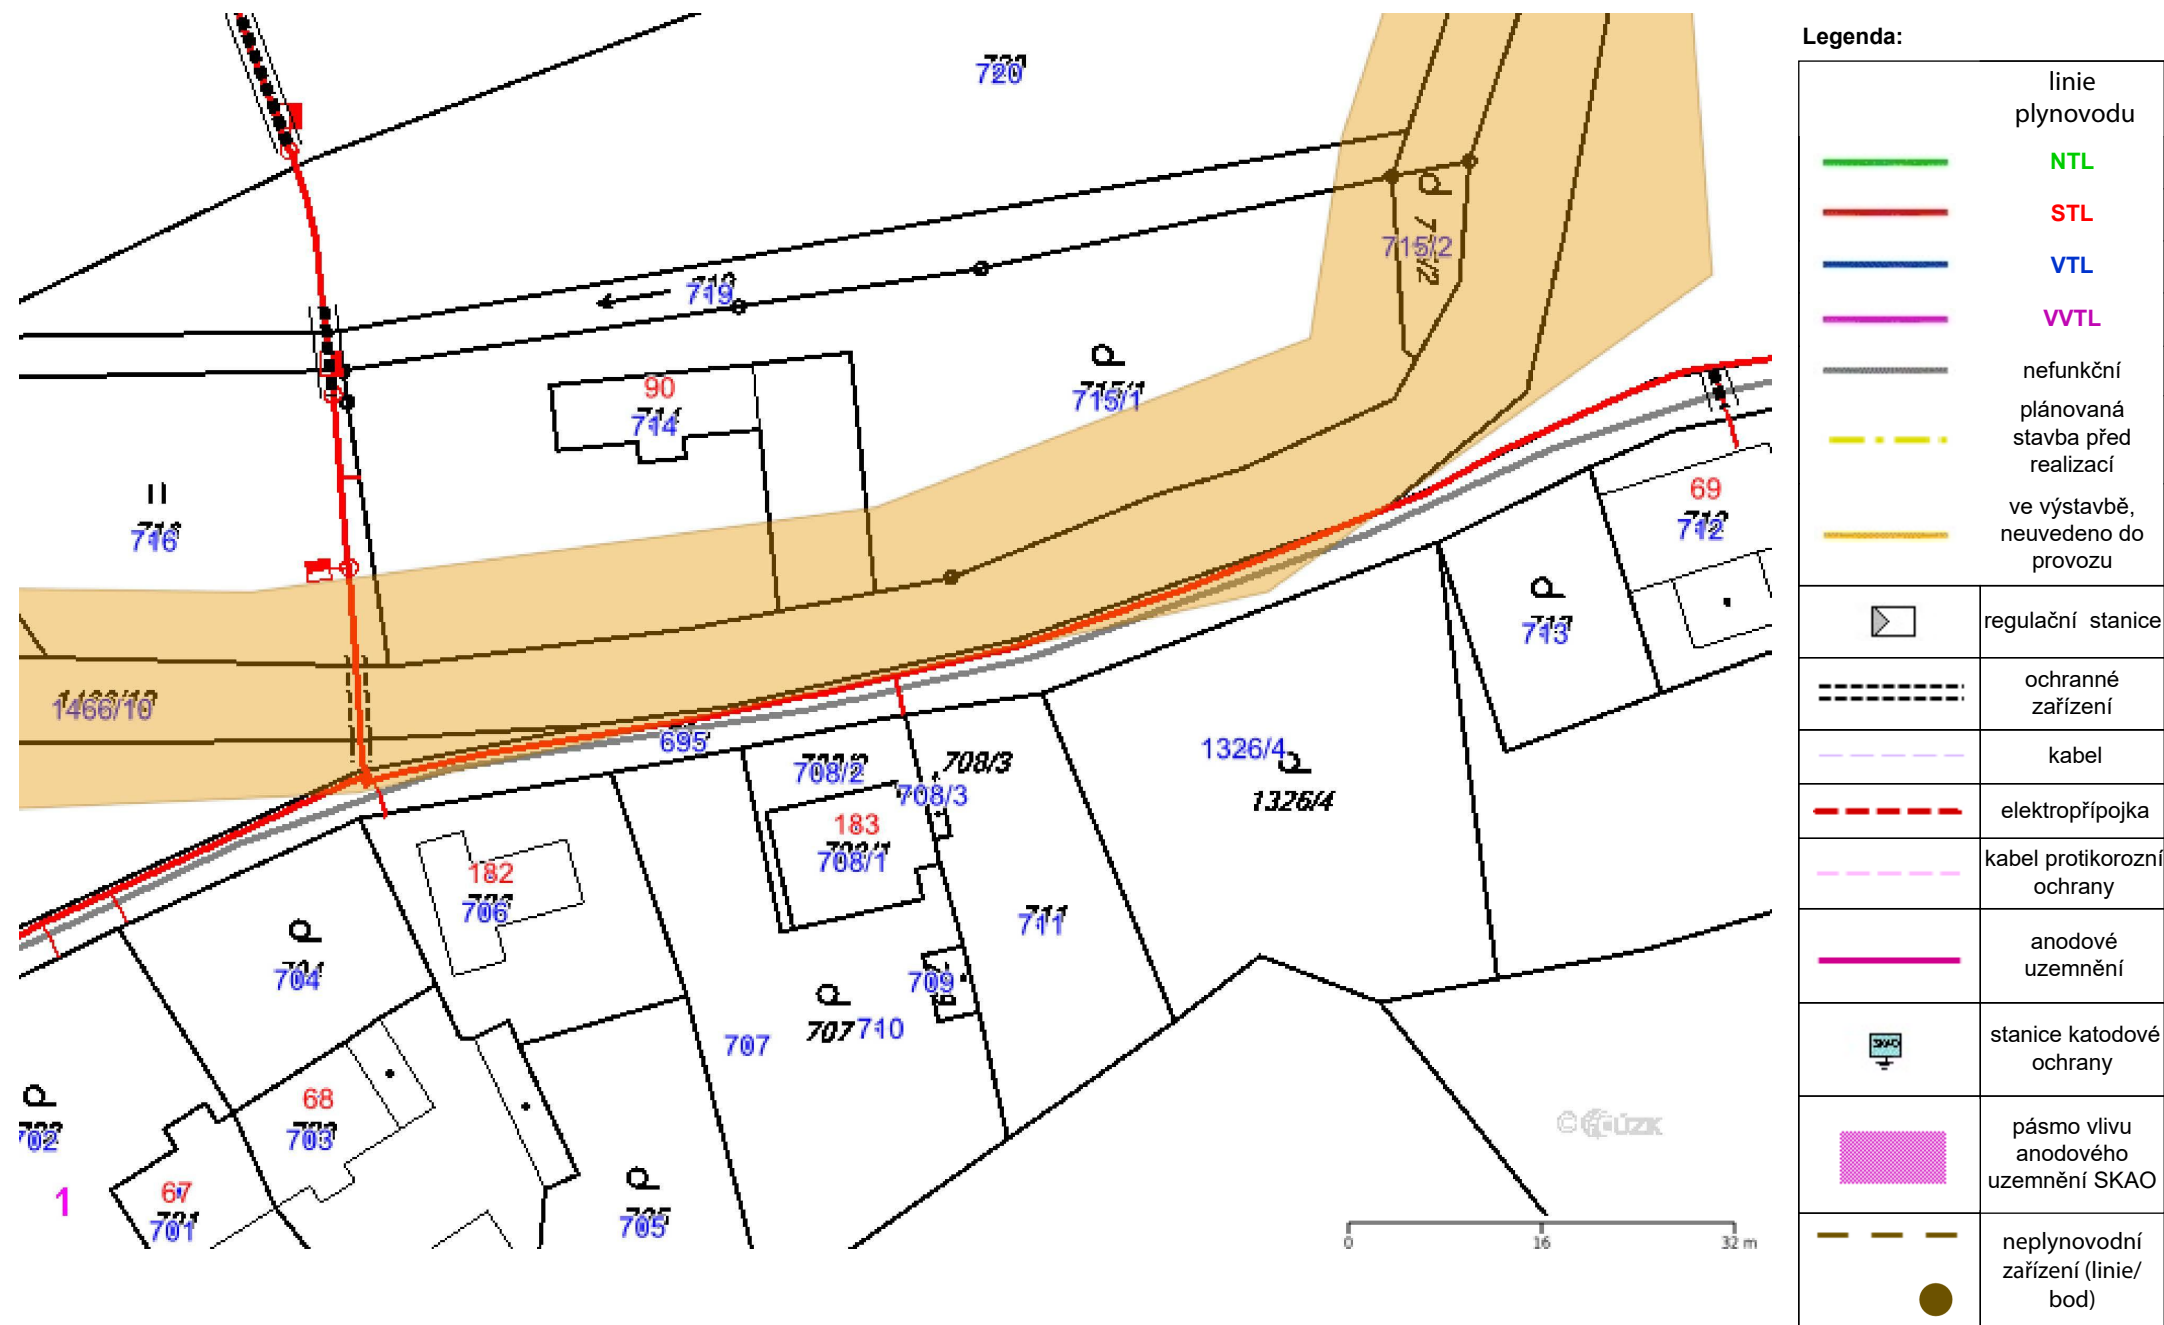 720
715/2
719
90
714
715/1
716
69
712
713
1466/10
695
708/2
708/3
708/3
1326/4
1326/4
183
708/1
182
706
711
704
709
707
707
710
68
703
702
1
67
701
705
0 16 32 m
Legenda:
linie
plynovodu
NTL
STL
VTL
VVTL
nefunkční
plánovaná
stavba před
realizací
ve výstavbě,
neuvedeno do
provozu
regulační stanice
ochranné
zařízení
kabel
elektropřípojka
kabel protikorozní
ochrany
anodové
uzemnění
SKAO
stanice katodové
ochrany
pásmo vlivu
anodového
uzemnění SKAO
neplynovodní
zařízení (linie/
bod)